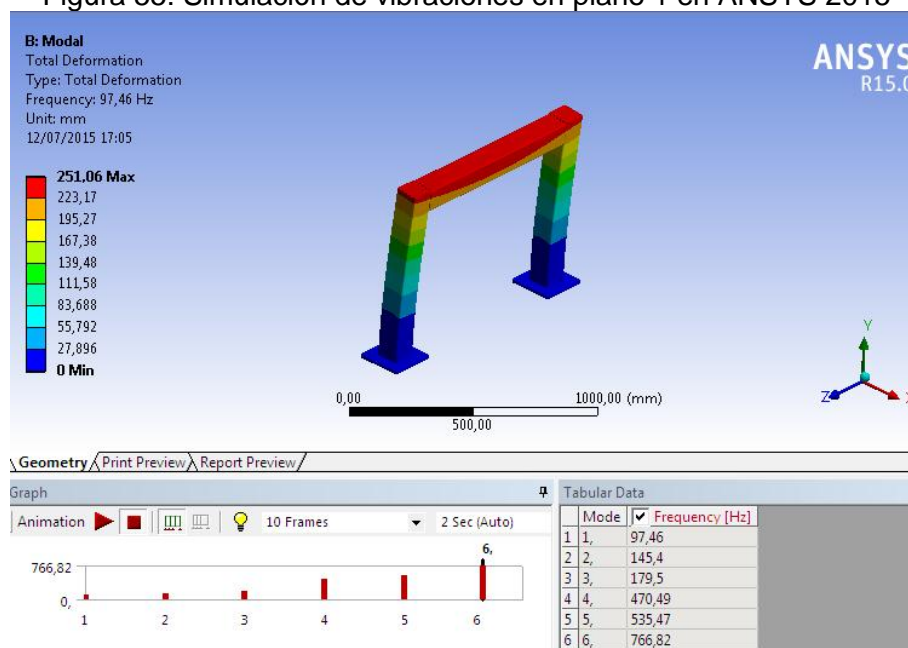 B: Modal
Total Deformation
Type: Total Deformation
Frequency: 97,46 Hz
Unit: mm
12/07/2015 17:05
251,06 Max
223,17
195,27
167,38
139,48
111,58
83,688
55,792
27,896
0 Min
ANSYS
R15.0
0,00
1000,00 (mm)
500,00
Y
Z
X
Geometry Print Preview Report Preview
Graph
Animation 10 Frames 2 Sec (Auto)
6,
766,82
0,
1 2 3 4 5 6
Tabular Data
Mode Frequency [Hz]
1 1, 97,46
2 2, 145,4
3 3, 179,5
4 4, 470,49
5 5, 535,47
6 6, 766,82